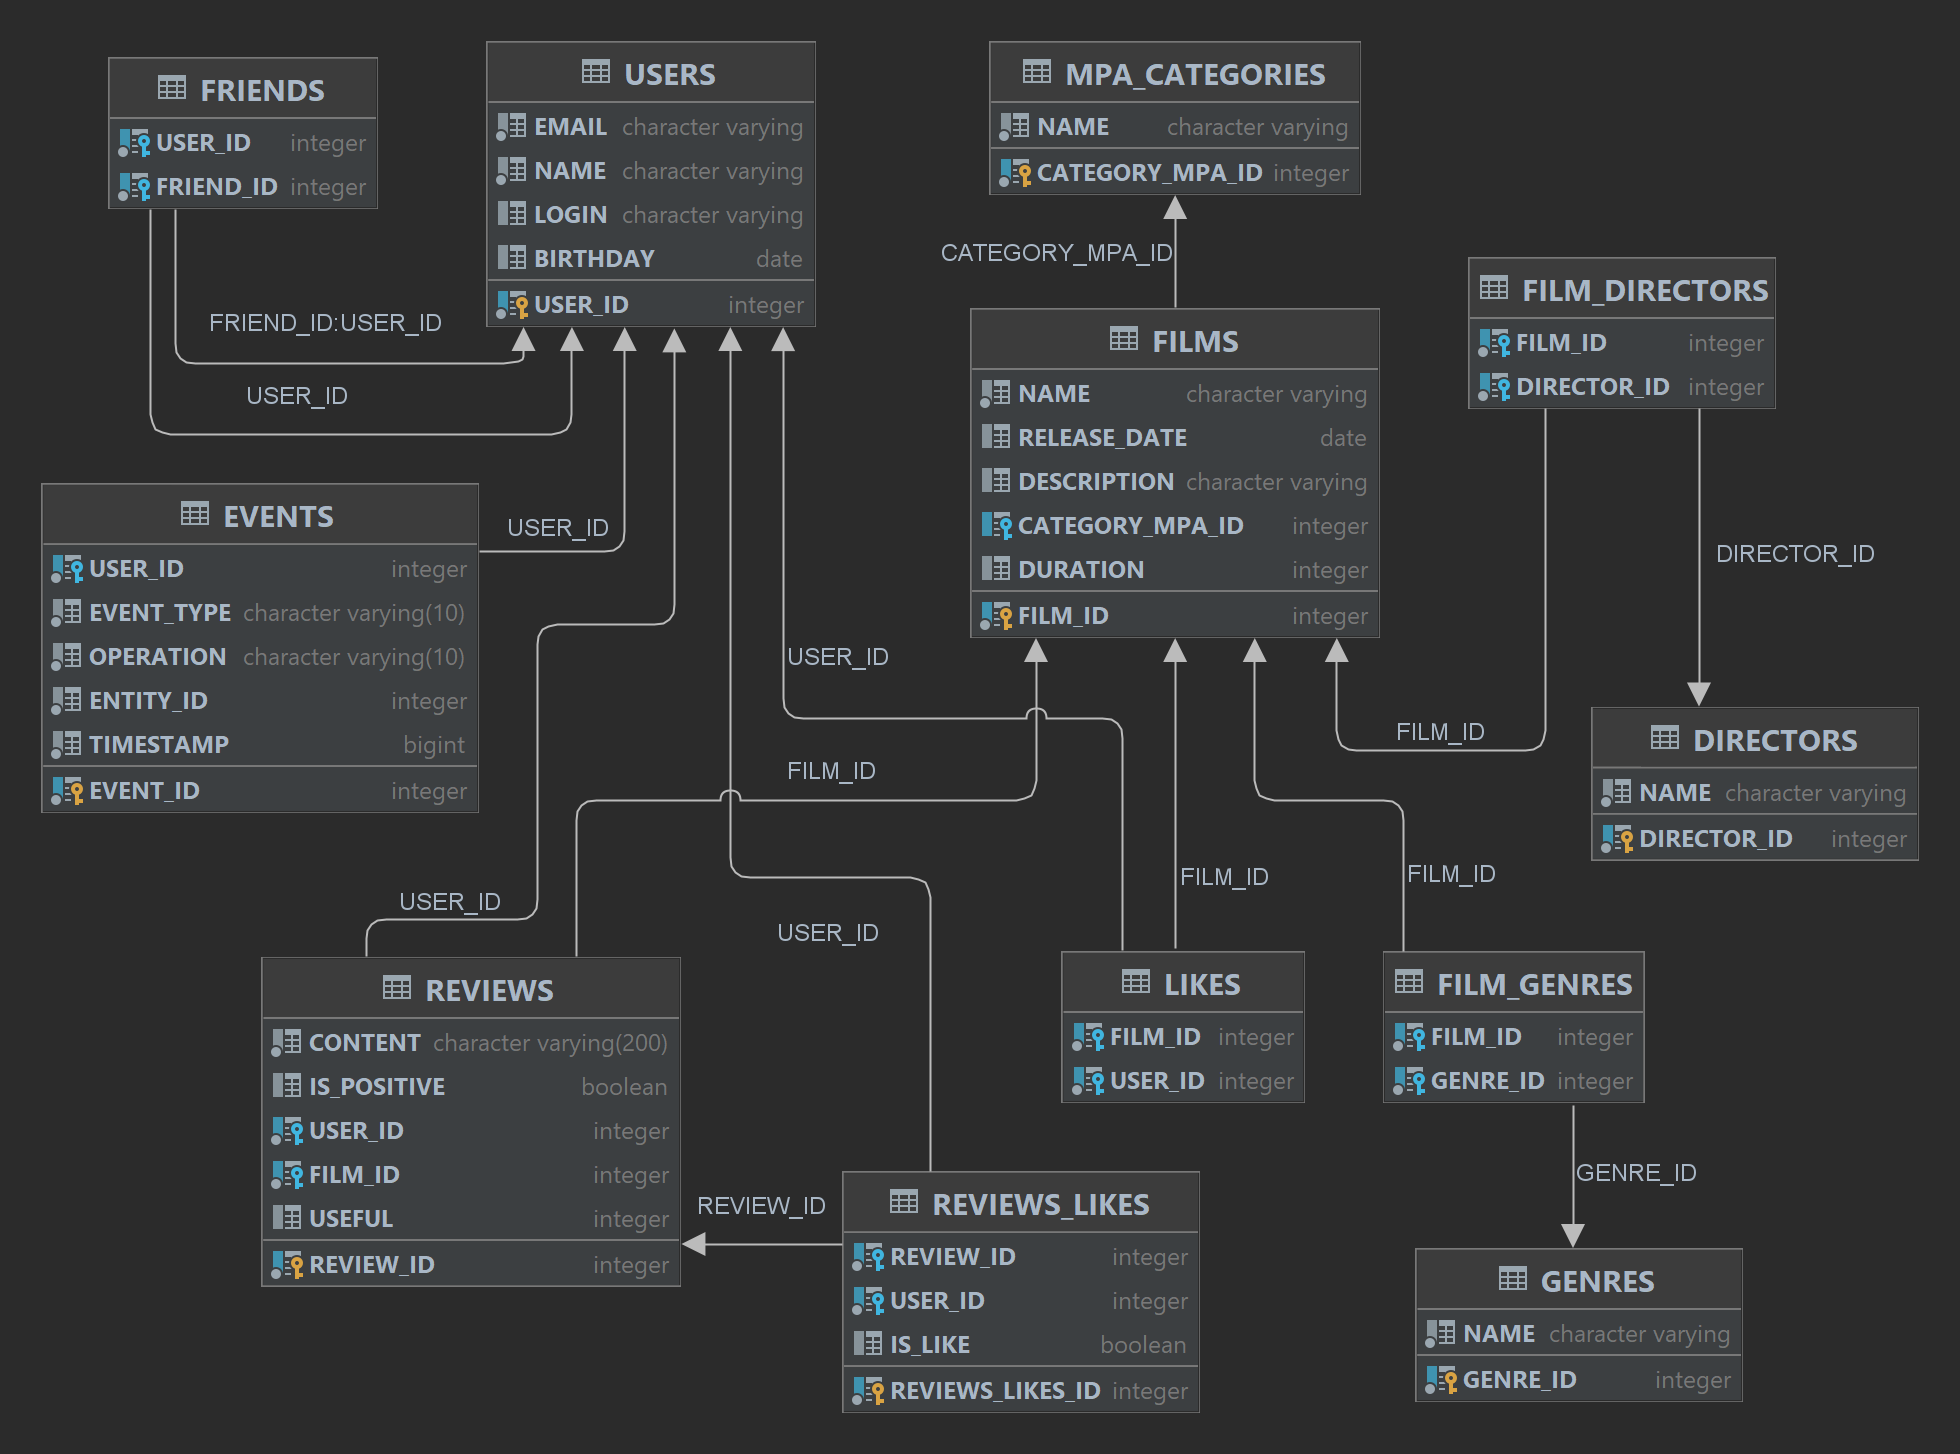 FRIENDS
USER_ID integer
FRIEND_ID integer
USERS
EMAIL character varying
NAME character varying
LOGIN character varying
BIRTHDAY date
USER_ID integer
MPA_CATEGORIES
NAME character varying
CATEGORY_MPA_ID integer
CATEGORY_MPA_ID
FILM_DIRECTORS
FILM_ID integer
DIRECTOR_ID integer
FRIEND_ID:USER_ID
USER_ID
FILMS
NAME character varying
RELEASE_DATE date
DESCRIPTION character varying
CATEGORY_MPA_ID integer
DURATION integer
FILM_ID integer
EVENTS
USER_ID integer
EVENT_TYPE character varying(10)
OPERATION character varying(10)
ENTITY_ID integer
TIMESTAMP bigint
EVENT_ID integer
USER_ID
DIRECTOR_ID
USER_ID
FILM_ID
DIRECTORS
NAME character varying
DIRECTOR_ID integer
FILM_ID
USER_ID
USER_ID
FILM_ID
FILM_ID
REVIEWS
CONTENT character varying(200)
IS_POSITIVE boolean
USER_ID integer
FILM_ID integer
USEFUL integer
REVIEW_ID integer
LIKES
FILM_ID integer
USER_ID integer
FILM_GENRES
FILM_ID integer
GENRE_ID integer
GENRE_ID
REVIEW_ID
REVIEWS_LIKES
REVIEW_ID integer
USER_ID integer
IS_LIKE boolean
REVIEWS_LIKES_ID integer
GENRES
NAME character varying
GENRE_ID integer